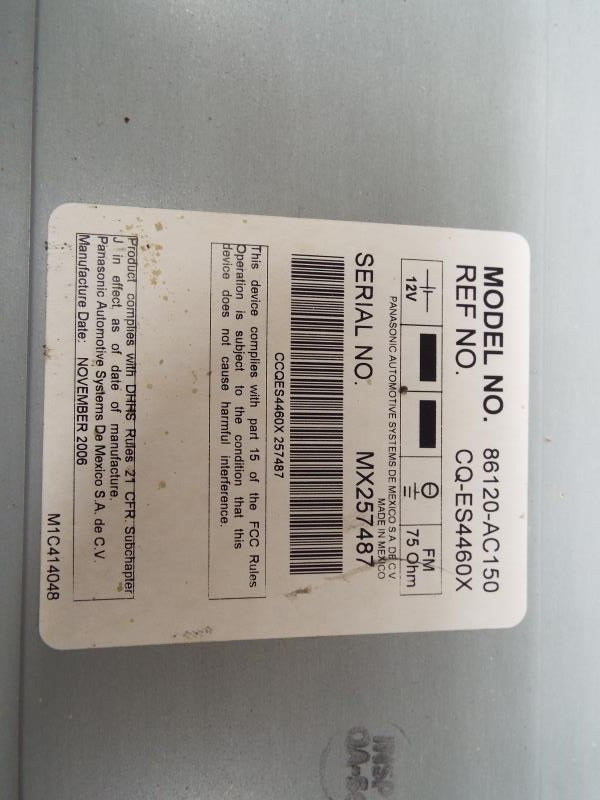 MODEL NO. 86120-AC150
REF NO. CQ-ES4460X
12V
FM
75 Ohm
PANASONIC AUTOMOTIVE SYSTEMS DE MEXICO S.A. DE C.V.
MADE IN MEXICO
SERIAL NO. MX257487
CCQES4460X 257487
This device complies with part 15 of the FCC Rules
Operation is subject to the condition that this
device does not cause harmful interference.
Product complies with DHHS Rules 21 CFR. Subchapter
J in effect as of date of manufacture.
Panasonic Automotive Systems De Mexico S.A. de C.V.
Manufacture Date: NOVEMBER 2006
M1C414048
INSP